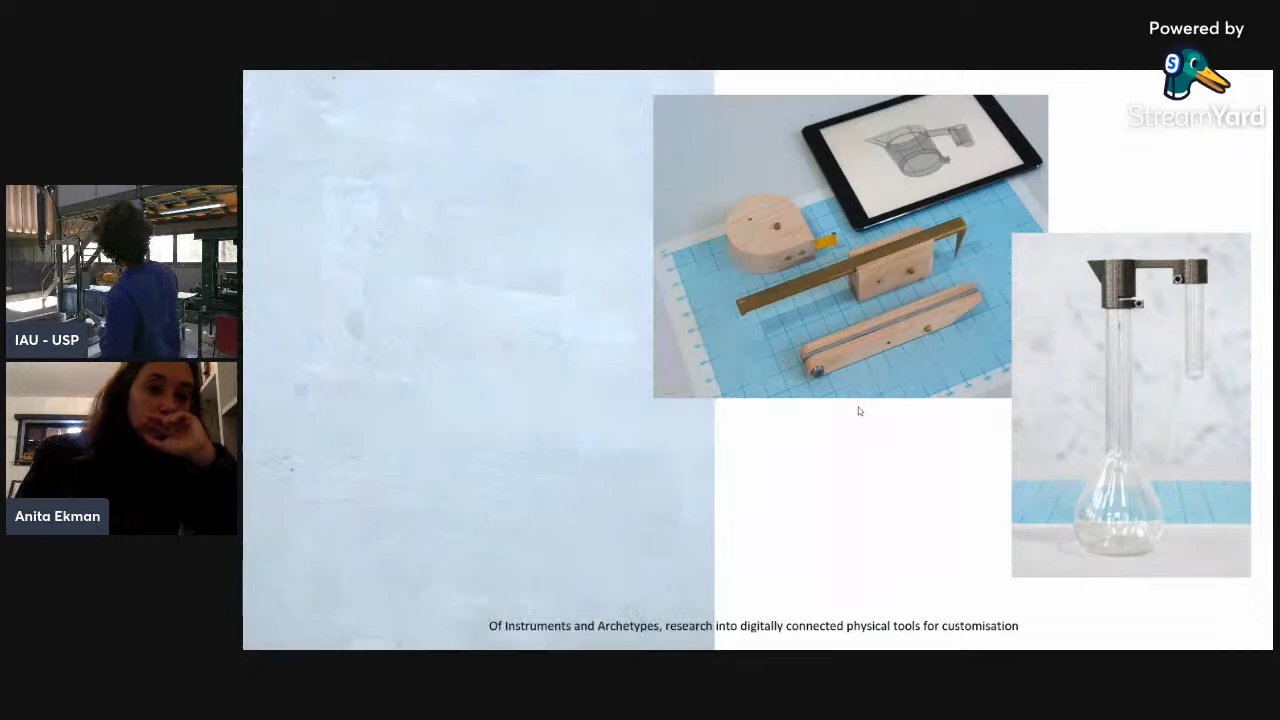 Powered by
S
StreamYard
IAU - USP
Anita Ekman
Of Instruments and Archetypes, research into digitally connected physical tools for customisation